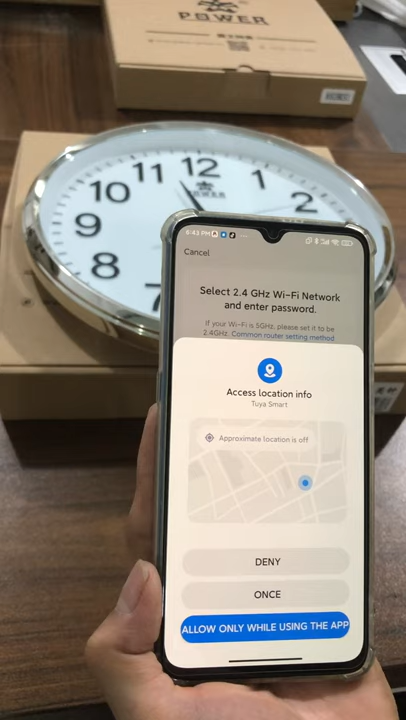 POWER
11 12 1
10 2
9
8
7
POWER
6:43 PM
Cancel
Select 2.4 GHz Wi-Fi Network
and enter password.
If your Wi-Fi is 5GHz, please set it to be
2.4GHz. Common router setting method
Access location info
Tuya Smart
Approximate location is off
DENY
ONCE
ALLOW ONLY WHILE USING THE APP